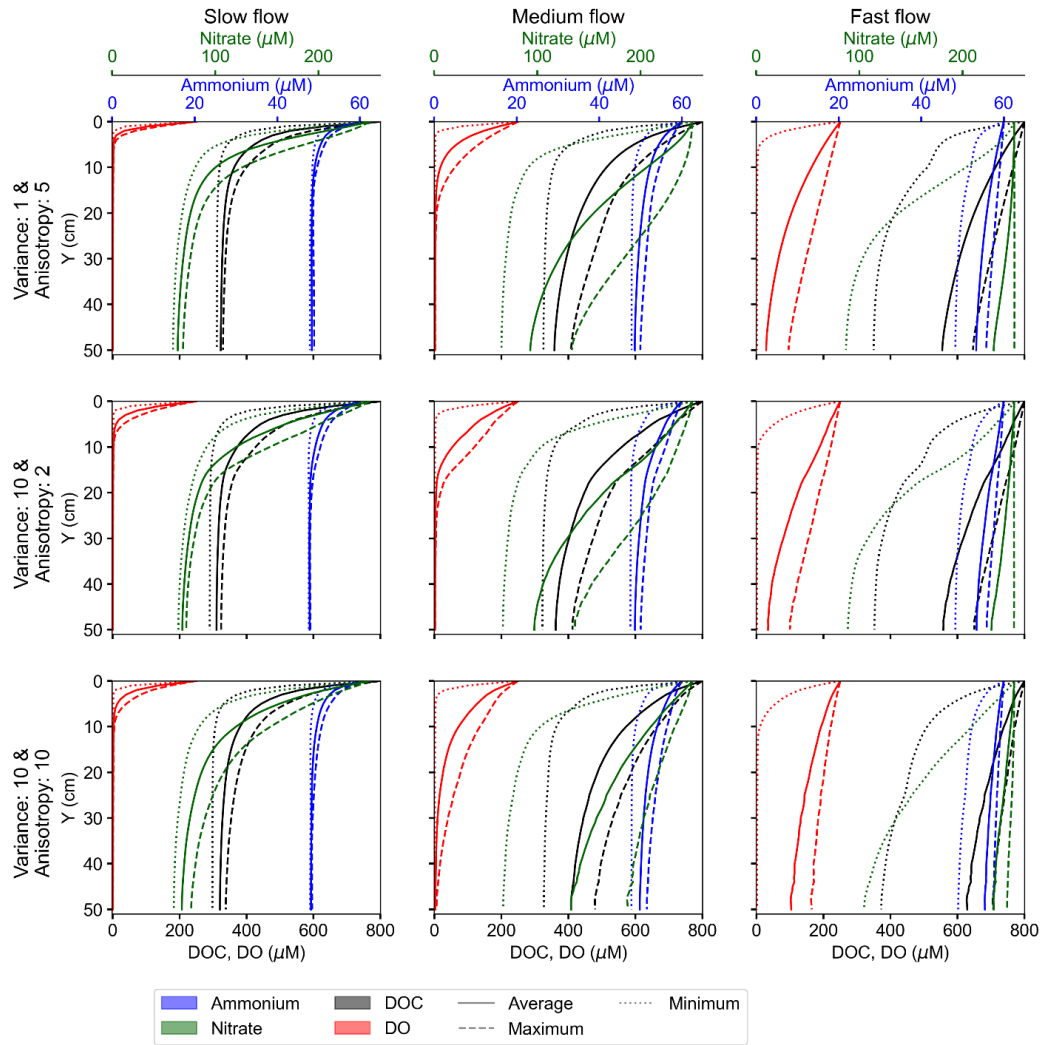 Slow flow Medium flow Fast flow
Nitrate (μM) Nitrate (μM) Nitrate (μM)
0 100 200 0 100 200 0 100 200
Ammonium (μM) Ammonium (μM) Ammonium (μM)
0 20 40 60 0 20 40 60 0 20 40 60
Variance: 1 &
Anisotropy: 5
Y (cm)
0
10
20
30
40
50
Variance: 10 &
Anisotropy: 2
Y (cm)
0
10
20
30
40
50
Variance: 10 &
Anisotropy: 10
Y (cm)
0
10
20
30
40
50
0 200 400 600 800 0 200 400 600 800 0 200 400 600 800
DOC, DO (μM) DOC, DO (μM) DOC, DO (μM)
Ammonium DOC Average Minimum
Nitrate DO Maximum